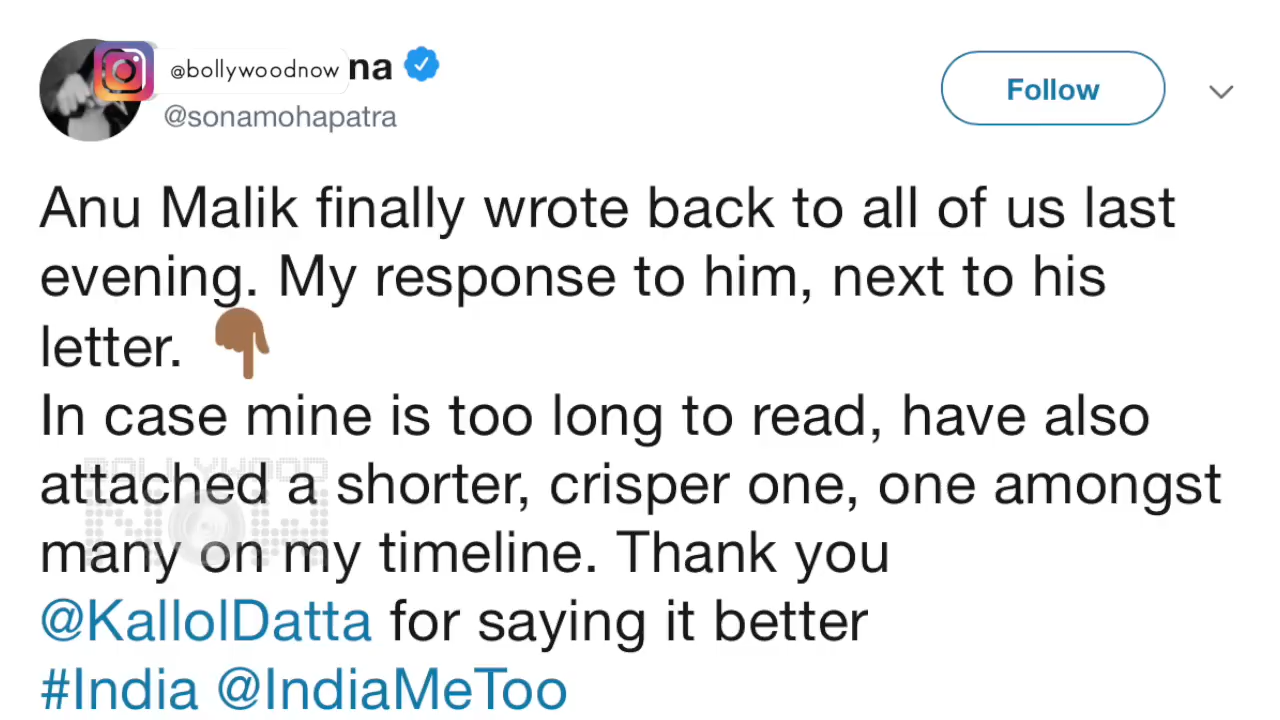 @bollywoodnow na
@sonamohapatra
Follow
Anu Malik finally wrote back to all of us last
evening. My response to him, next to his
letter. 👇🏾
In case mine is too long to read, have also
attached a shorter, crisper one, one amongst
many on my timeline. Thank you
@KallolDatta for saying it better
#India @IndiaMeToo
BOLLYWOOD
NOW